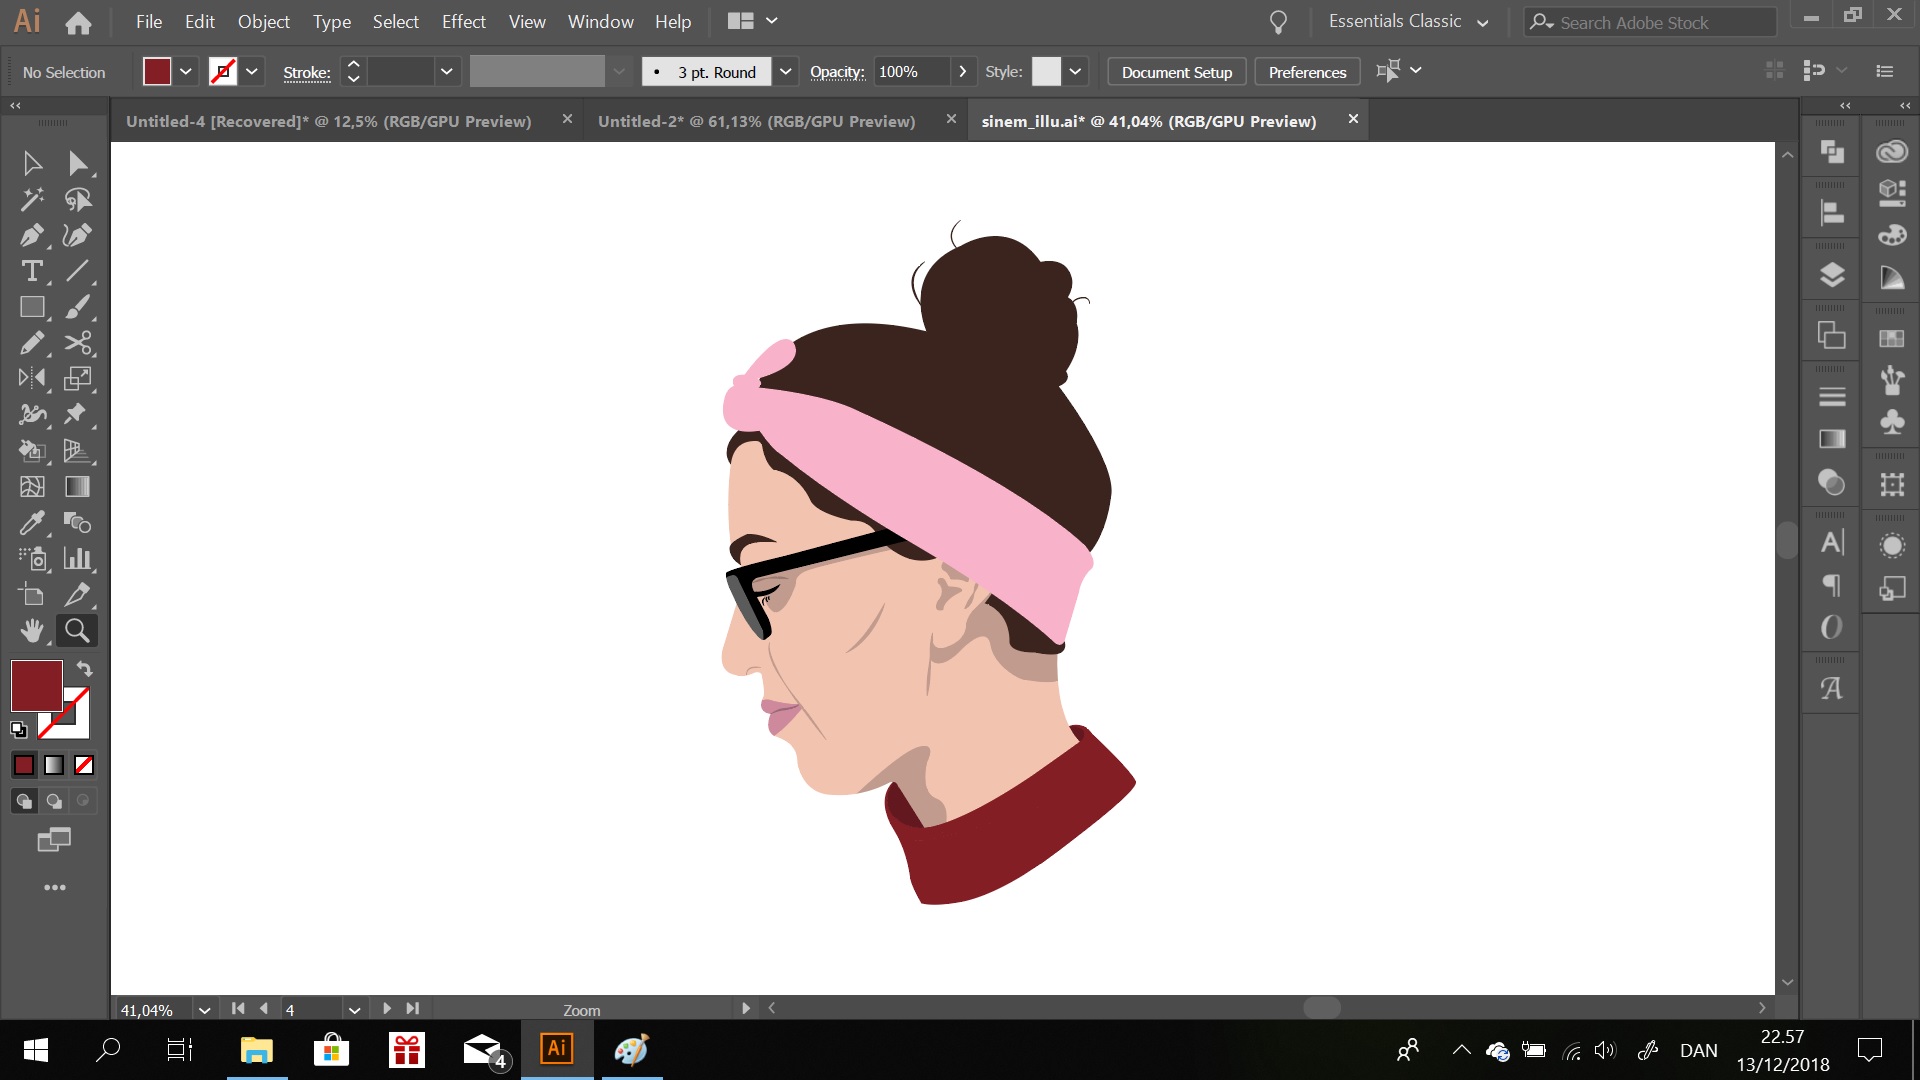 Ai File Edit Object Type Select Effect View Window Help Essentials Classic Search Adobe Stock
No Selection Stroke: 3 pt. Round Opacity: 100% Style: Document Setup Preferences
Untitled-4 [Recovered]* @ 12,5% (RGB/GPU Preview) Untitled-2* @ 61,13% (RGB/GPU Preview) sinem_illu.ai* @ 41,04% (RGB/GPU Preview)
41,04% 4 Zoom
4 Ai DAN 22.57
13/12/2018